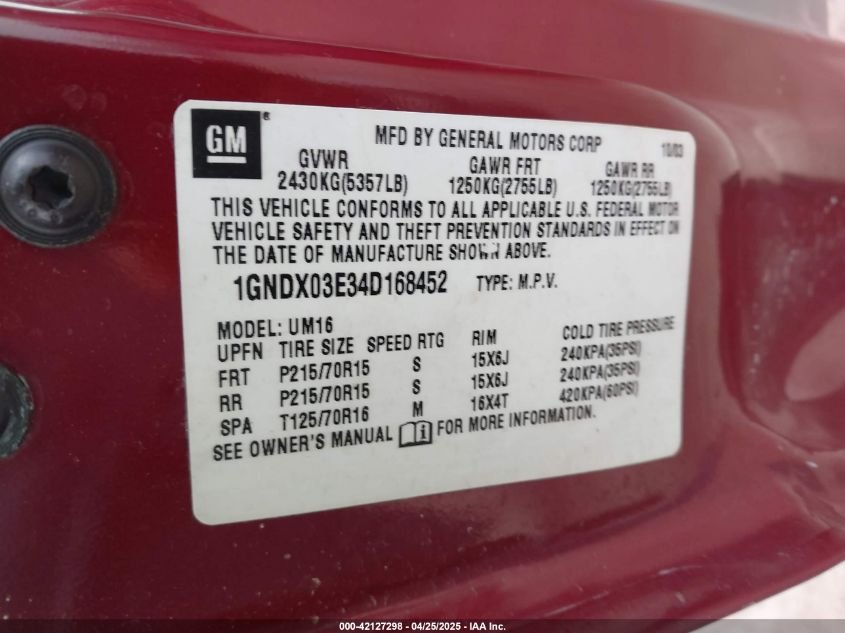 GM ®
MFD BY GENERAL MOTORS CORP 10/03
GVWR GAWR FRT GAWR RR
2430KG(5357LB) 1250KG(2755LB) 1250KG(2755LB)
THIS VEHICLE CONFORMS TO ALL APPLICABLE U.S. FEDERAL MOTOR
VEHICLE SAFETY AND THEFT PREVENTION STANDARDS IN EFFECT ON
THE DATE OF MANUFACTURE SHOWN ABOVE.
1GNDX03E34D168452 TYPE: M.P.V.
MODEL: UM16
UPFN TIRE SIZE SPEED RTG RIM COLD TIRE PRESSURE
FRT P215/70R15 S 15X6J 240KPA(35PSI)
RR P215/70R15 S 15X6J 240KPA(35PSI)
SPA T125/70R16 M 16X4T 420KPA(60PSI)
SEE OWNER'S MANUAL i FOR MORE INFORMATION.
000-42127298 - 04/25/2025 - IAA Inc.